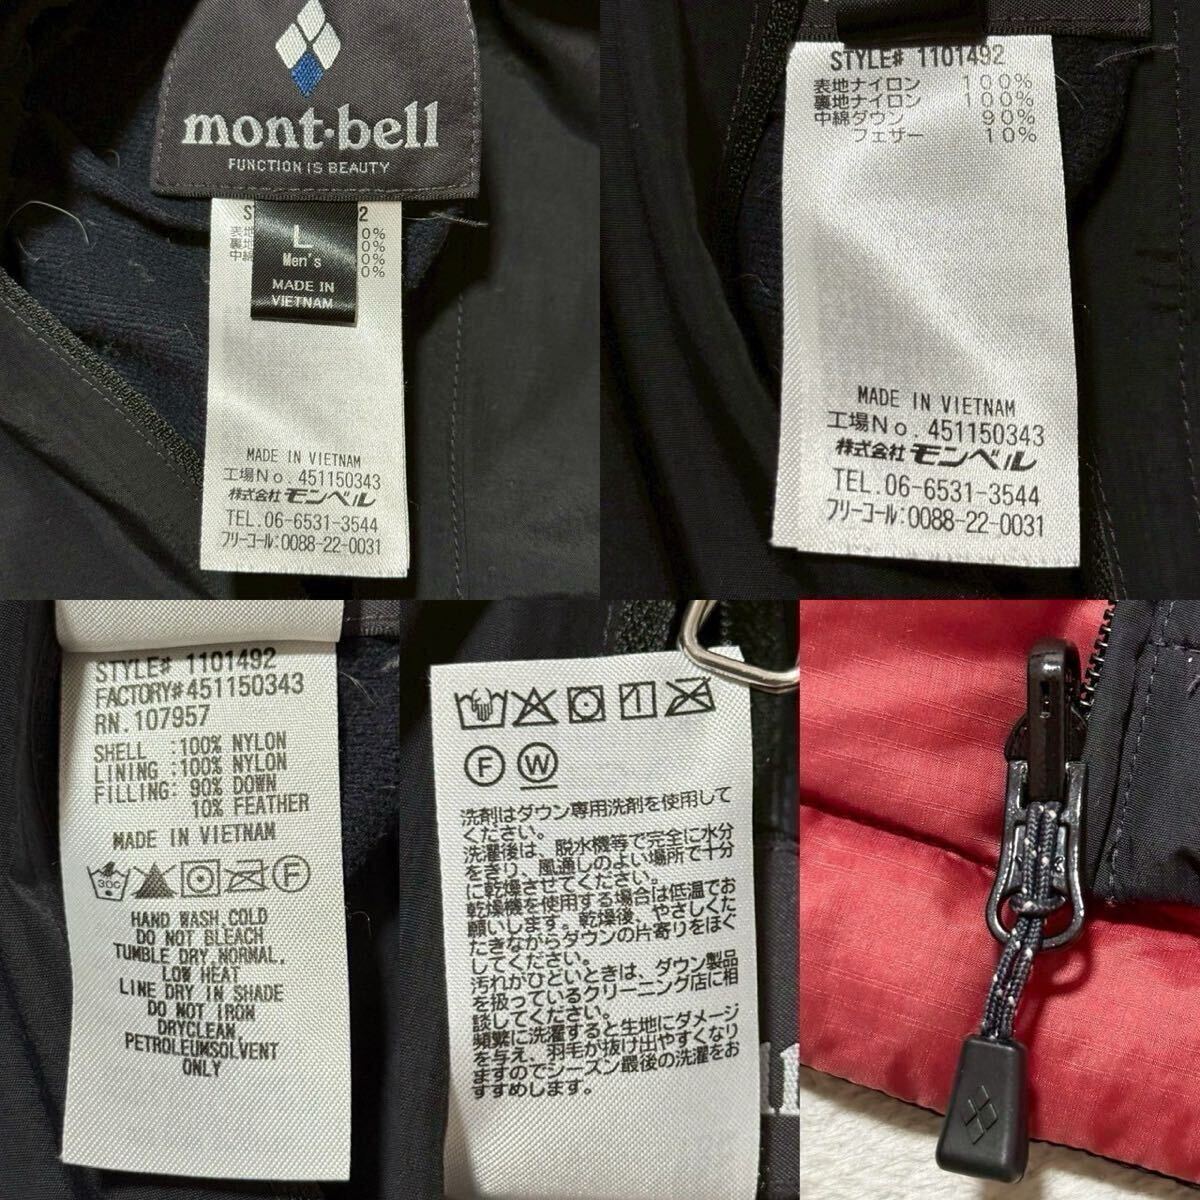 mont-bell
FUNCTION IS BEAUTY
S 2
表地 0%
裏地 0%
中綿 0%
0%
L
Men's
MADE IN
VIETNAM
MADE IN VIETNAM
工場No.451150343
株式会社モンベル
TEL.06-6531-3544
フリーコール:0088-22-0031
STYLE# 1101492
表地ナイロン 100%
裏地ナイロン 100%
中綿ダウン 90%
フェザー 10%
MADE IN VIETNAM
工場No.451150343
株式会社モンベル
TEL.06-6531-3544
フリーコール:0088-22-0031
STYLE# 1101492
FACTORY#451150343
RN.107957
SHELL :100% NYLON
LINING :100% NYLON
FILLING: 90% DOWN
10% FEATHER
MADE IN VIETNAM
30C F
HAND WASH,COLD
DO NOT BLEACH
TUMBLE DRY,NORMAL,
LOW HEAT
LINE DRY IN SHADE
DO NOT IRON
DRYCLEAN,
PETROLEUMSOLVENT
ONLY
F W
洗剤はダウン専用洗剤を使用して
ください。
洗濯後は、脱水機等で完全に水分
をきり、風通しのよい場所で十分
に乾燥させてください。
乾燥機を使用する場合は低温でお
願いします。乾燥後、やさしくた
たきながらダウンの片寄りをほぐ
してください。
汚れがひどいときは、ダウン製品
を扱っているクリーニング店に相
談してください。
頻繁に洗濯すると生地にダメージ
を与え、羽毛が抜け出やすくなり
ますのでシーズン最後の洗濯をお
すすめします。